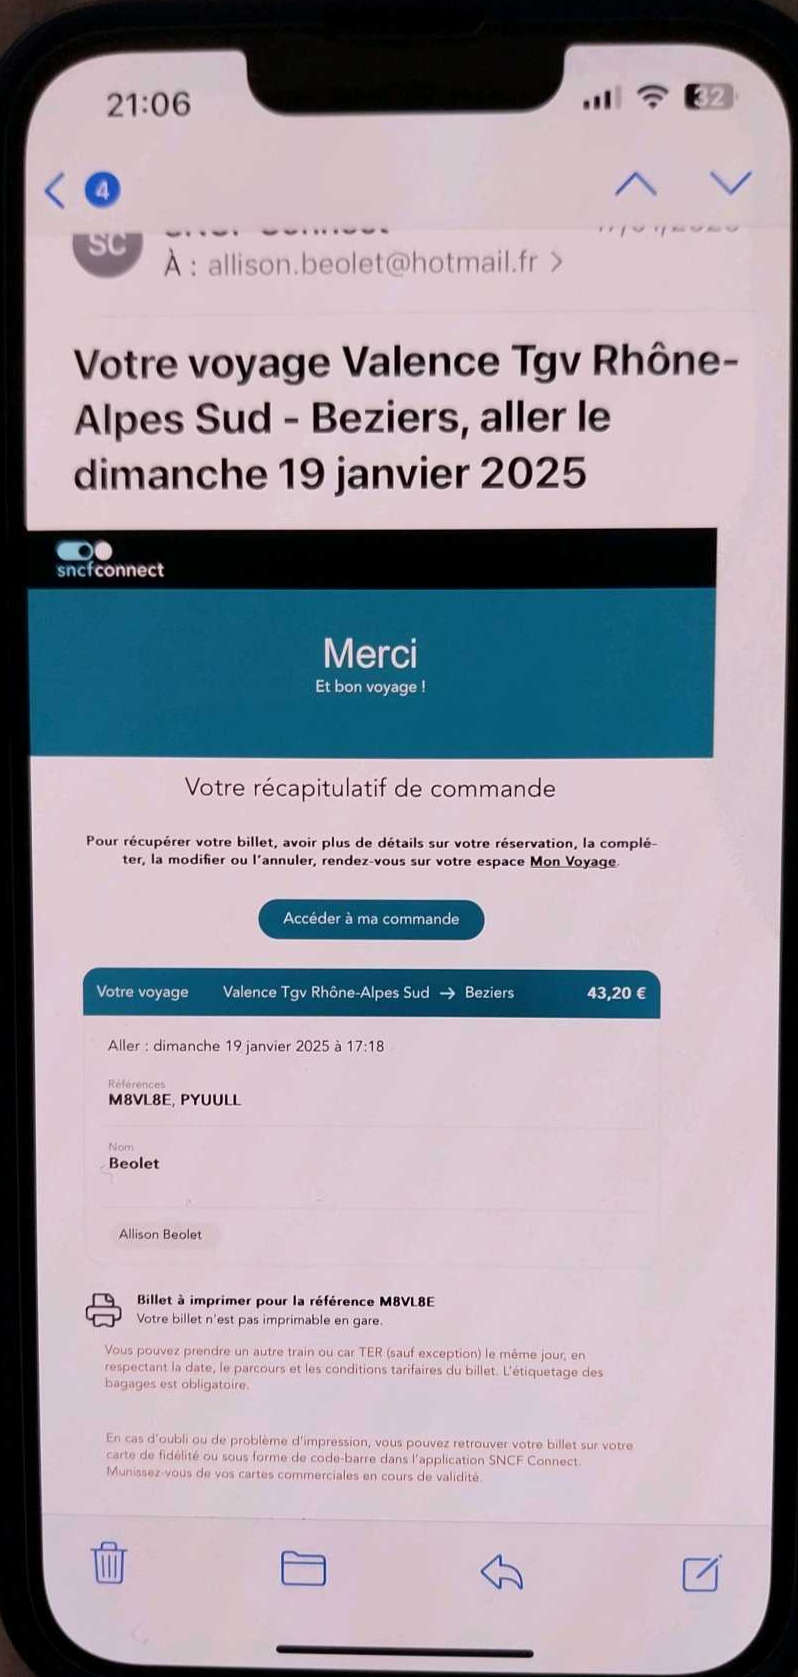 21:06
32
4
SC
À : allison.beolet@hotmail.fr >
Votre voyage Valence Tgv Rhône-
Alpes Sud - Beziers, aller le
dimanche 19 janvier 2025
sncfconnect
Merci
Et bon voyage !
Votre récapitulatif de commande
Pour récupérer votre billet, avoir plus de détails sur votre réservation, la complé-
ter, la modifier ou l'annuler, rendez-vous sur votre espace Mon Voyage.
Accéder à ma commande
Votre voyage Valence Tgv Rhône-Alpes Sud → Beziers 43,20 €
Aller : dimanche 19 janvier 2025 à 17:18
Références
M8VL8E, PYUULL
Nom
Beolet
Allison Beolet
Billet à imprimer pour la référence M8VL8E
Votre billet n'est pas imprimable en gare.
Vous pouvez prendre un autre train ou car TER (sauf exception) le même jour, en
respectant la date, le parcours et les conditions tarifaires du billet. L'étiquetage des
bagages est obligatoire.
En cas d'oubli ou de problème d'impression, vous pouvez retrouver votre billet sur votre
carte de fidélité ou sous forme de code-barre dans l'application SNCF Connect.
Munissez-vous de vos cartes commerciales en cours de validité.